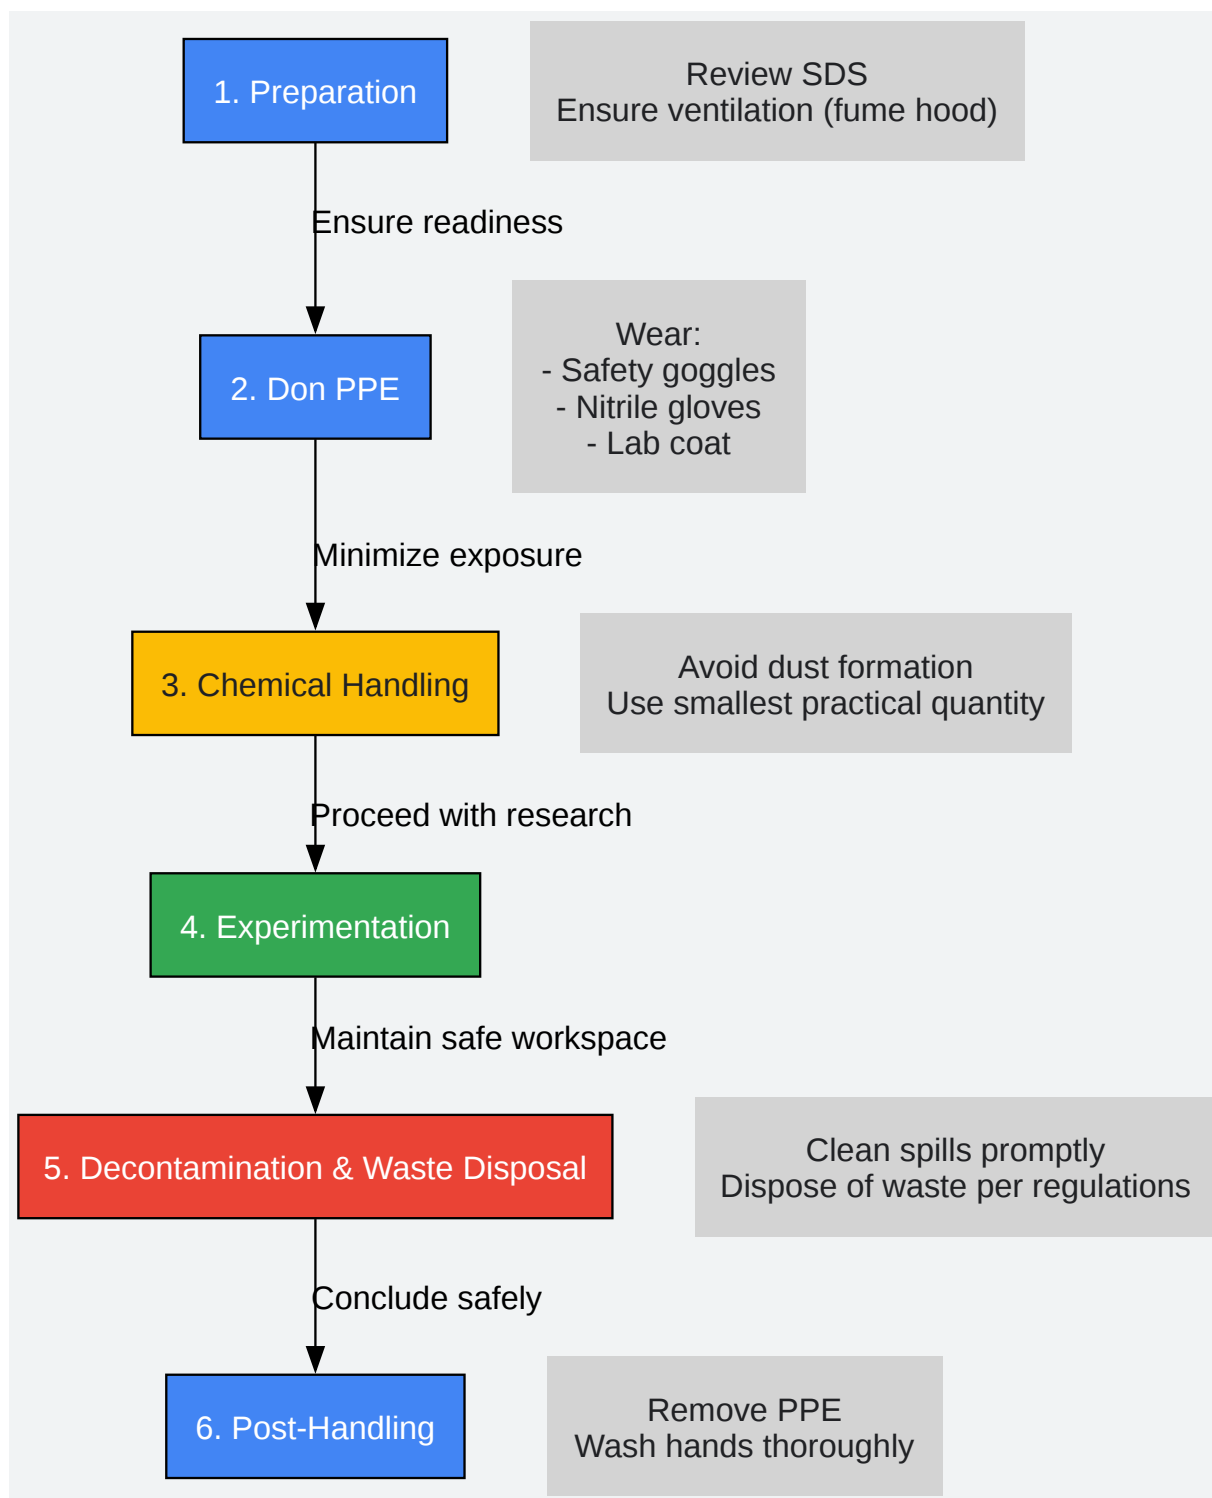 1. Preparation
Review SDS
Ensure ventilation (fume hood)
Ensure readiness
2. Don PPE
Wear:
- Safety goggles
- Nitrile gloves
- Lab coat
Minimize exposure
3. Chemical Handling
Avoid dust formation
Use smallest practical quantity
Proceed with research
4. Experimentation
Maintain safe workspace
5. Decontamination & Waste Disposal
Clean spills promptly
Dispose of waste per regulations
Conclude safely
6. Post-Handling
Remove PPE
Wash hands thoroughly